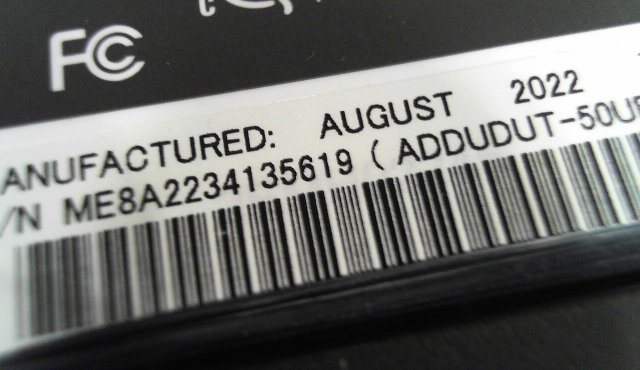 FC
ANUFACTURED: AUGUST 2022
/N ME8A2234135619 ( ADDUDUT-50U